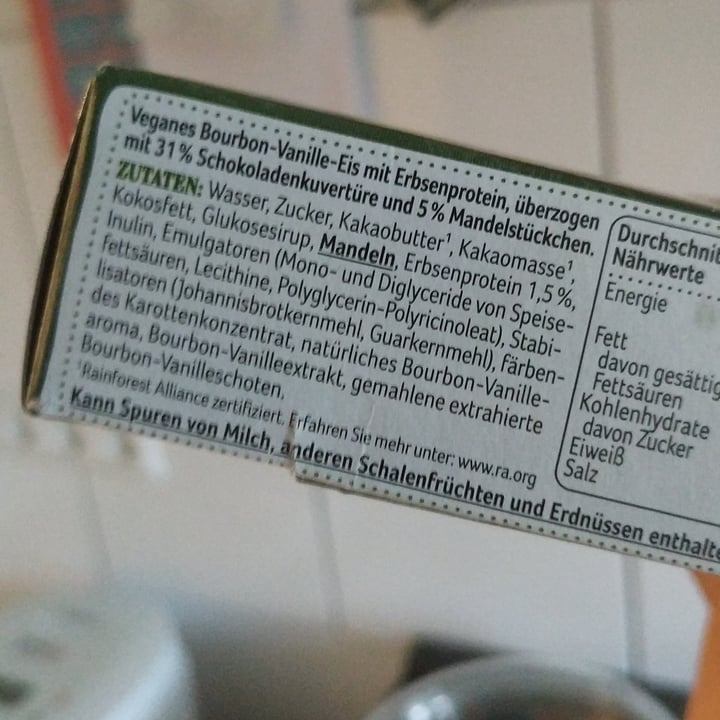 Veganes Bourbon-Vanille-Eis mit Erbsenprotein, überzogen
mit 31% Schokoladenkuvertüre und 5% Mandelstückchen.
ZUTATEN: Wasser, Zucker, Kakaobutter¹, Kakaomasse¹,
Kokosfett, Glukosesirup, Mandeln, Erbsenprotein 1,5%,
Inulin, Emulgatoren (Mono- und Diglyceride von Speise-
fettsäuren, Lecithine, Polyglycerin-Polyricinoleat), Stabi-
lisatoren (Johannisbrotkernmehl, Guarkernmehl), färben-
des Karottenkonzentrat, natürliches Bourbon-Vanille-
aroma, Bourbon-Vanilleextrakt, gemahlene extrahierte
Bourbon-Vanilleschoten.
¹Rainforest Alliance zertifiziert. Erfahren Sie mehr unter: www.ra.org
Kann Spuren von Milch, anderen Schalenfrüchten und Erdnüssen enthalte
Durchschnit
Nährwerte
Energie
Fett
davon gesättig
Fettsäuren
Kohlenhydrate
davon Zucker
Eiweiß
Salz